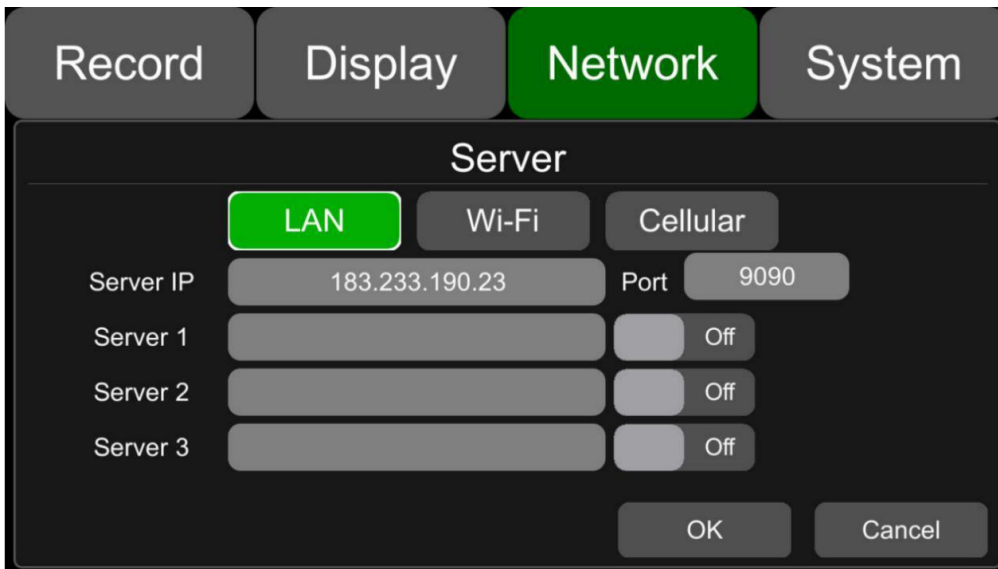 Record Display Network System
Server
LAN Wi-Fi Cellular
Server IP 183.233.190.23 Port 9090
Server 1 Off
Server 2 Off
Server 3 Off
OK Cancel